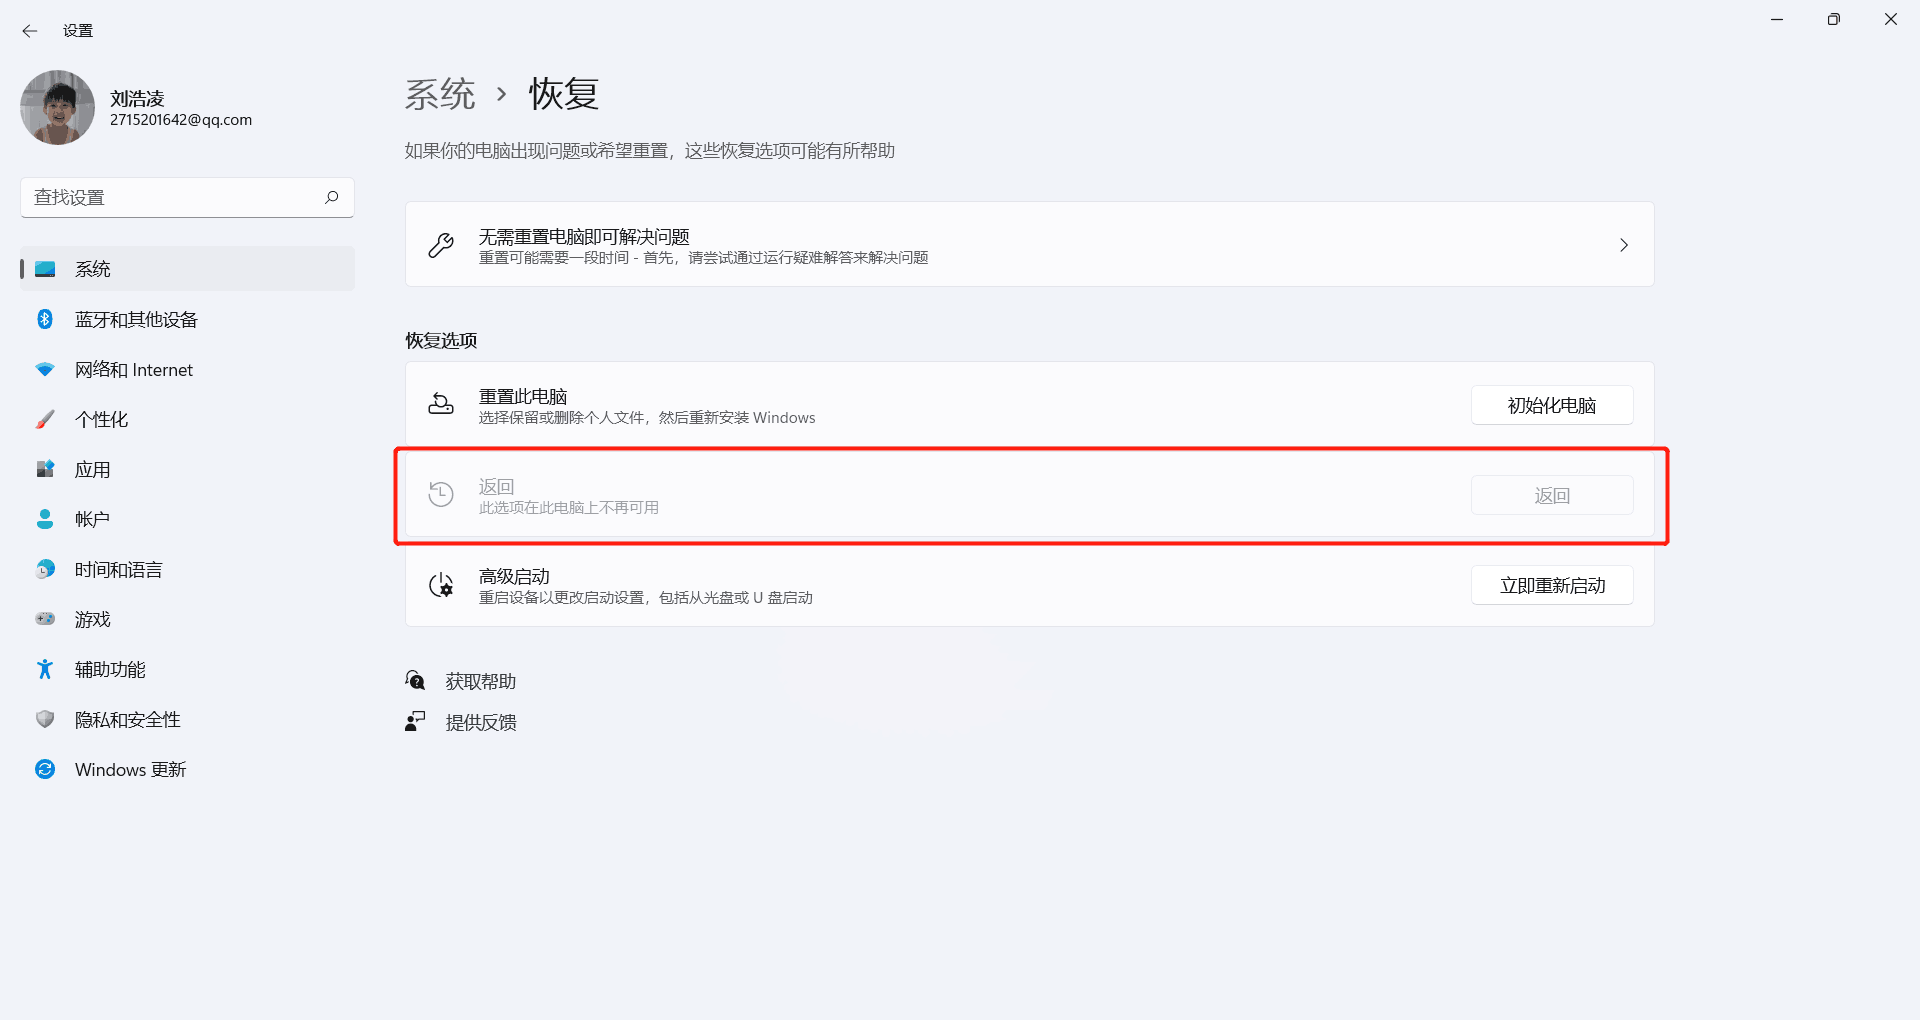 设置
刘浩凌
2715201642@qq.com
查找设置
系统
蓝牙和其他设备
网络和 Internet
个性化
应用
帐户
时间和语言
游戏
辅助功能
隐私和安全性
Windows 更新
系统 › 恢复
如果你的电脑出现问题或希望重置，这些恢复选项可能有所帮助
无需重置电脑即可解决问题
重置可能需要一段时间 - 首先，请尝试通过运行疑难解答来解决问题
恢复选项
重置此电脑
选择保留或删除个人文件，然后重新安装 Windows
初始化电脑
返回
此选项在此电脑上不再可用
返回
高级启动
重启设备以更改启动设置，包括从光盘或 U 盘启动
立即重新启动
获取帮助
提供反馈